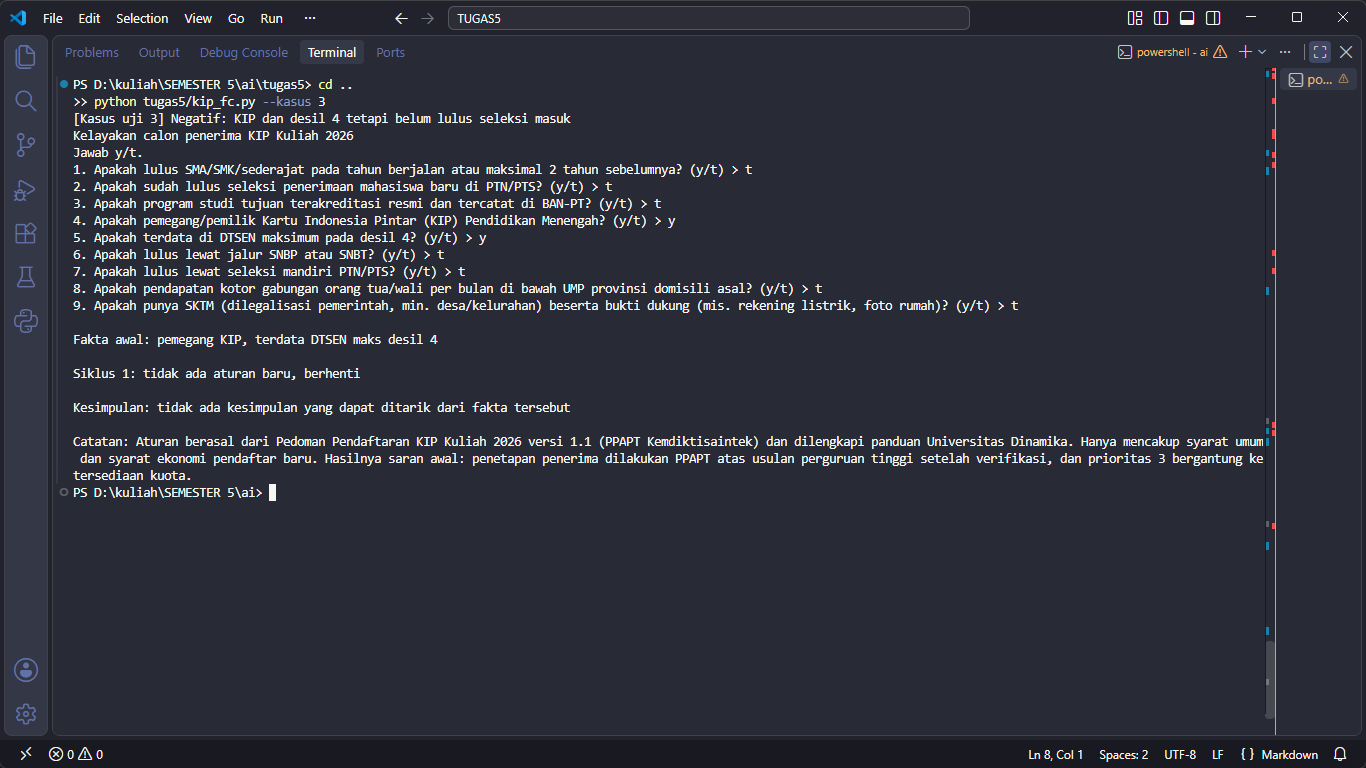 File Edit Selection View Go Run ··· TUGAS5
Problems Output Debug Console Terminal Ports powershell - ai
po...
PS D:\kuliah\SEMESTER 5\ai\tugas5> cd ..
>> python tugas5/kip_fc.py --kasus 3
[Kasus uji 3] Negatif: KIP dan desil 4 tetapi belum lulus seleksi masuk
Kelayakan calon penerima KIP Kuliah 2026
Jawab y/t.
1. Apakah lulus SMA/SMK/sederajat pada tahun berjalan atau maksimal 2 tahun sebelumnya? (y/t) > t
2. Apakah sudah lulus seleksi penerimaan mahasiswa baru di PTN/PTS? (y/t) > t
3. Apakah program studi tujuan terakreditasi resmi dan tercatat di BAN-PT? (y/t) > t
4. Apakah pemegang/pemilik Kartu Indonesia Pintar (KIP) Pendidikan Menengah? (y/t) > y
5. Apakah terdata di DTSEN maksimum pada desil 4? (y/t) > y
6. Apakah lulus lewat jalur SNBP atau SNBT? (y/t) > t
7. Apakah lulus lewat seleksi mandiri PTN/PTS? (y/t) > t
8. Apakah pendapatan kotor gabungan orang tua/wali per bulan di bawah UMP provinsi domisili asal? (y/t) > t
9. Apakah punya SKTM (dilegalisasi pemerintah, min. desa/kelurahan) beserta bukti dukung (mis. rekening listrik, foto rumah)? (y/t) > t
Fakta awal: pemegang KIP, terdata DTSEN maks desil 4
Siklus 1: tidak ada aturan baru, berhenti
Kesimpulan: tidak ada kesimpulan yang dapat ditarik dari fakta tersebut
Catatan: Aturan berasal dari Pedoman Pendaftaran KIP Kuliah 2026 versi 1.1 (PPAPT Kemdiktisaintek) dan dilengkapi panduan Universitas Dinamika. Hanya mencakup syarat umum
dan syarat ekonomi pendaftar baru. Hasilnya saran awal: penetapan penerima dilakukan PPAPT atas usulan perguruan tinggi setelah verifikasi, dan prioritas 3 bergantung ke
tersediaan kuota.
PS D:\kuliah\SEMESTER 5\ai>
0 0 Ln 8, Col 1 Spaces: 2 UTF-8 LF { } Markdown